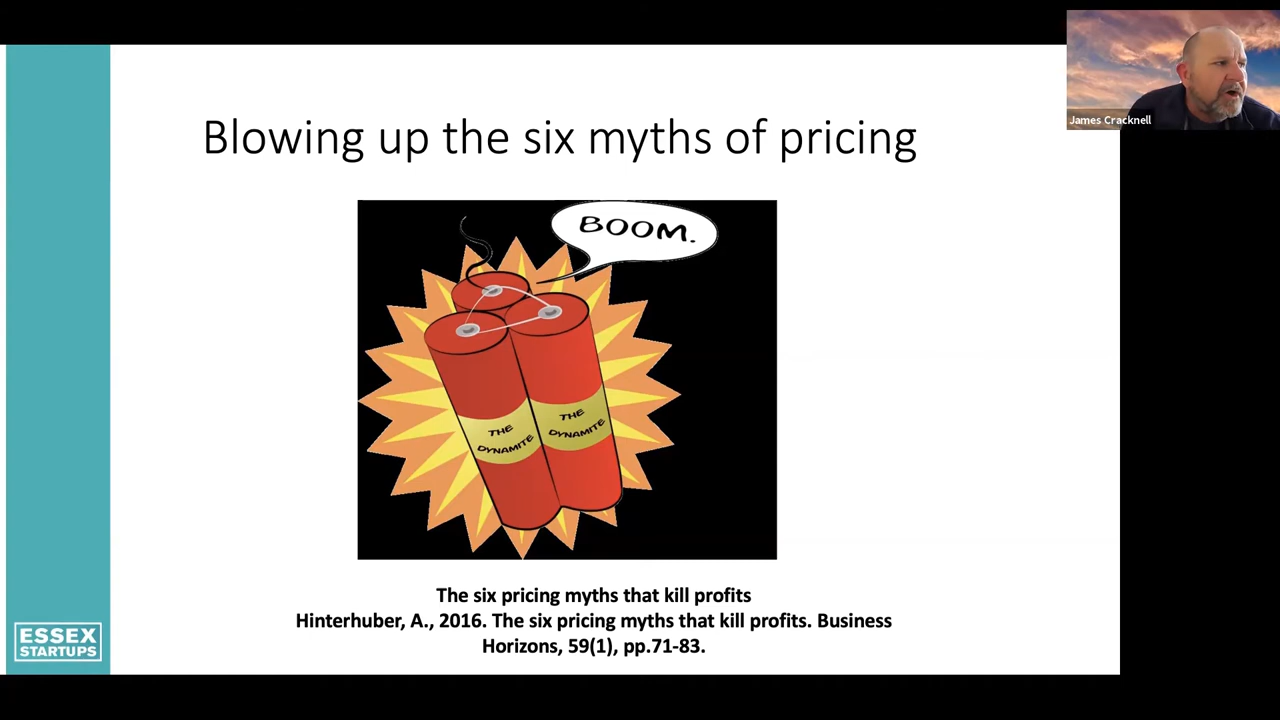 James Cracknell
Blowing up the six myths of pricing
BOOM.
THE
DYNAMITE
THE
DYNAMITE
The six pricing myths that kill profits
Hinterhuber, A., 2016. The six pricing myths that kill profits. Business
Horizons, 59(1), pp.71-83.
ESSEX
STARTUPS